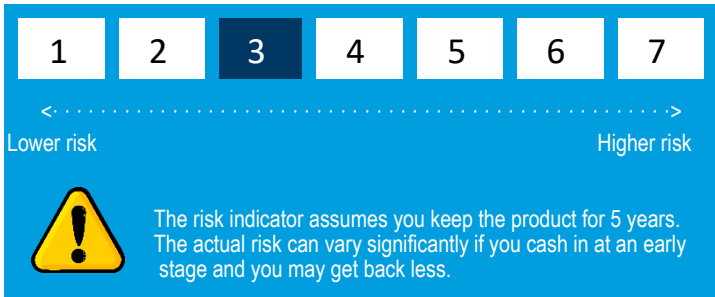 1 2 3 4 5 6 7
Lower risk Higher risk
!
The risk indicator assumes you keep the product for 5 years.
The actual risk can vary significantly if you cash in at an early
stage and you may get back less.